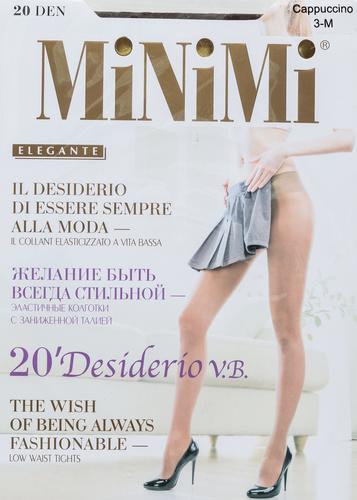 20 DEN
Cappuccino
3-M
MiNiMi®
ELEGANTE
IL DESIDERIO
DI ESSERE SEMPRE
ALLA MODA —
IL COLLANT ELASTICIZZATO A VITA BASSA
ЖЕЛАНИЕ БЫТЬ
ВСЕГДА СТИЛЬНОЙ —
ЭЛАСТИЧНЫЕ КОЛГОТКИ
С ЗАНИЖЕННОЙ ТАЛИЕЙ
20'Desiderio V.B.
THE WISH
OF BEING ALWAYS
FASHIONABLE —
LOW WAIST TIGHTS